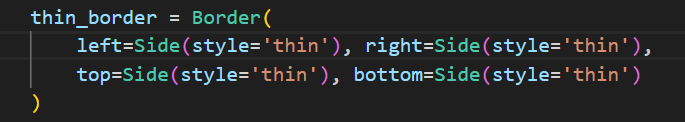 thin_border = Border(
    left=Side(style='thin'), right=Side(style='thin'),
    top=Side(style='thin'), bottom=Side(style='thin')
)